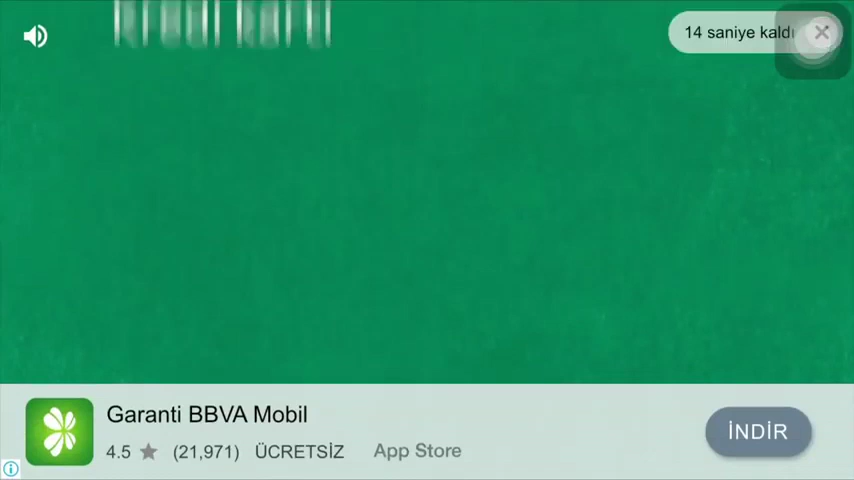 14 saniye kaldı
Garanti BBVA Mobil
4.5 (21,971) ÜCRETSİZ App Store
İNDİR